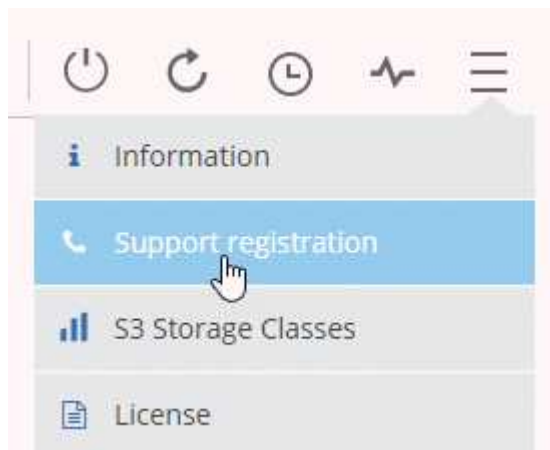 Information
Support registration
S3 Storage Classes
License